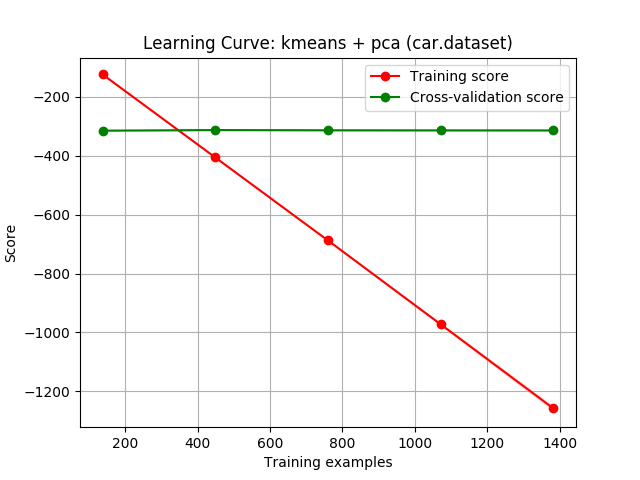 Learning Curve: kmeans + pca (car.dataset)
Training score
Cross-validation score
−200
−400
−600
−800
−1000
−1200
Score
200 400 600 800 1000 1200 1400
Training examples